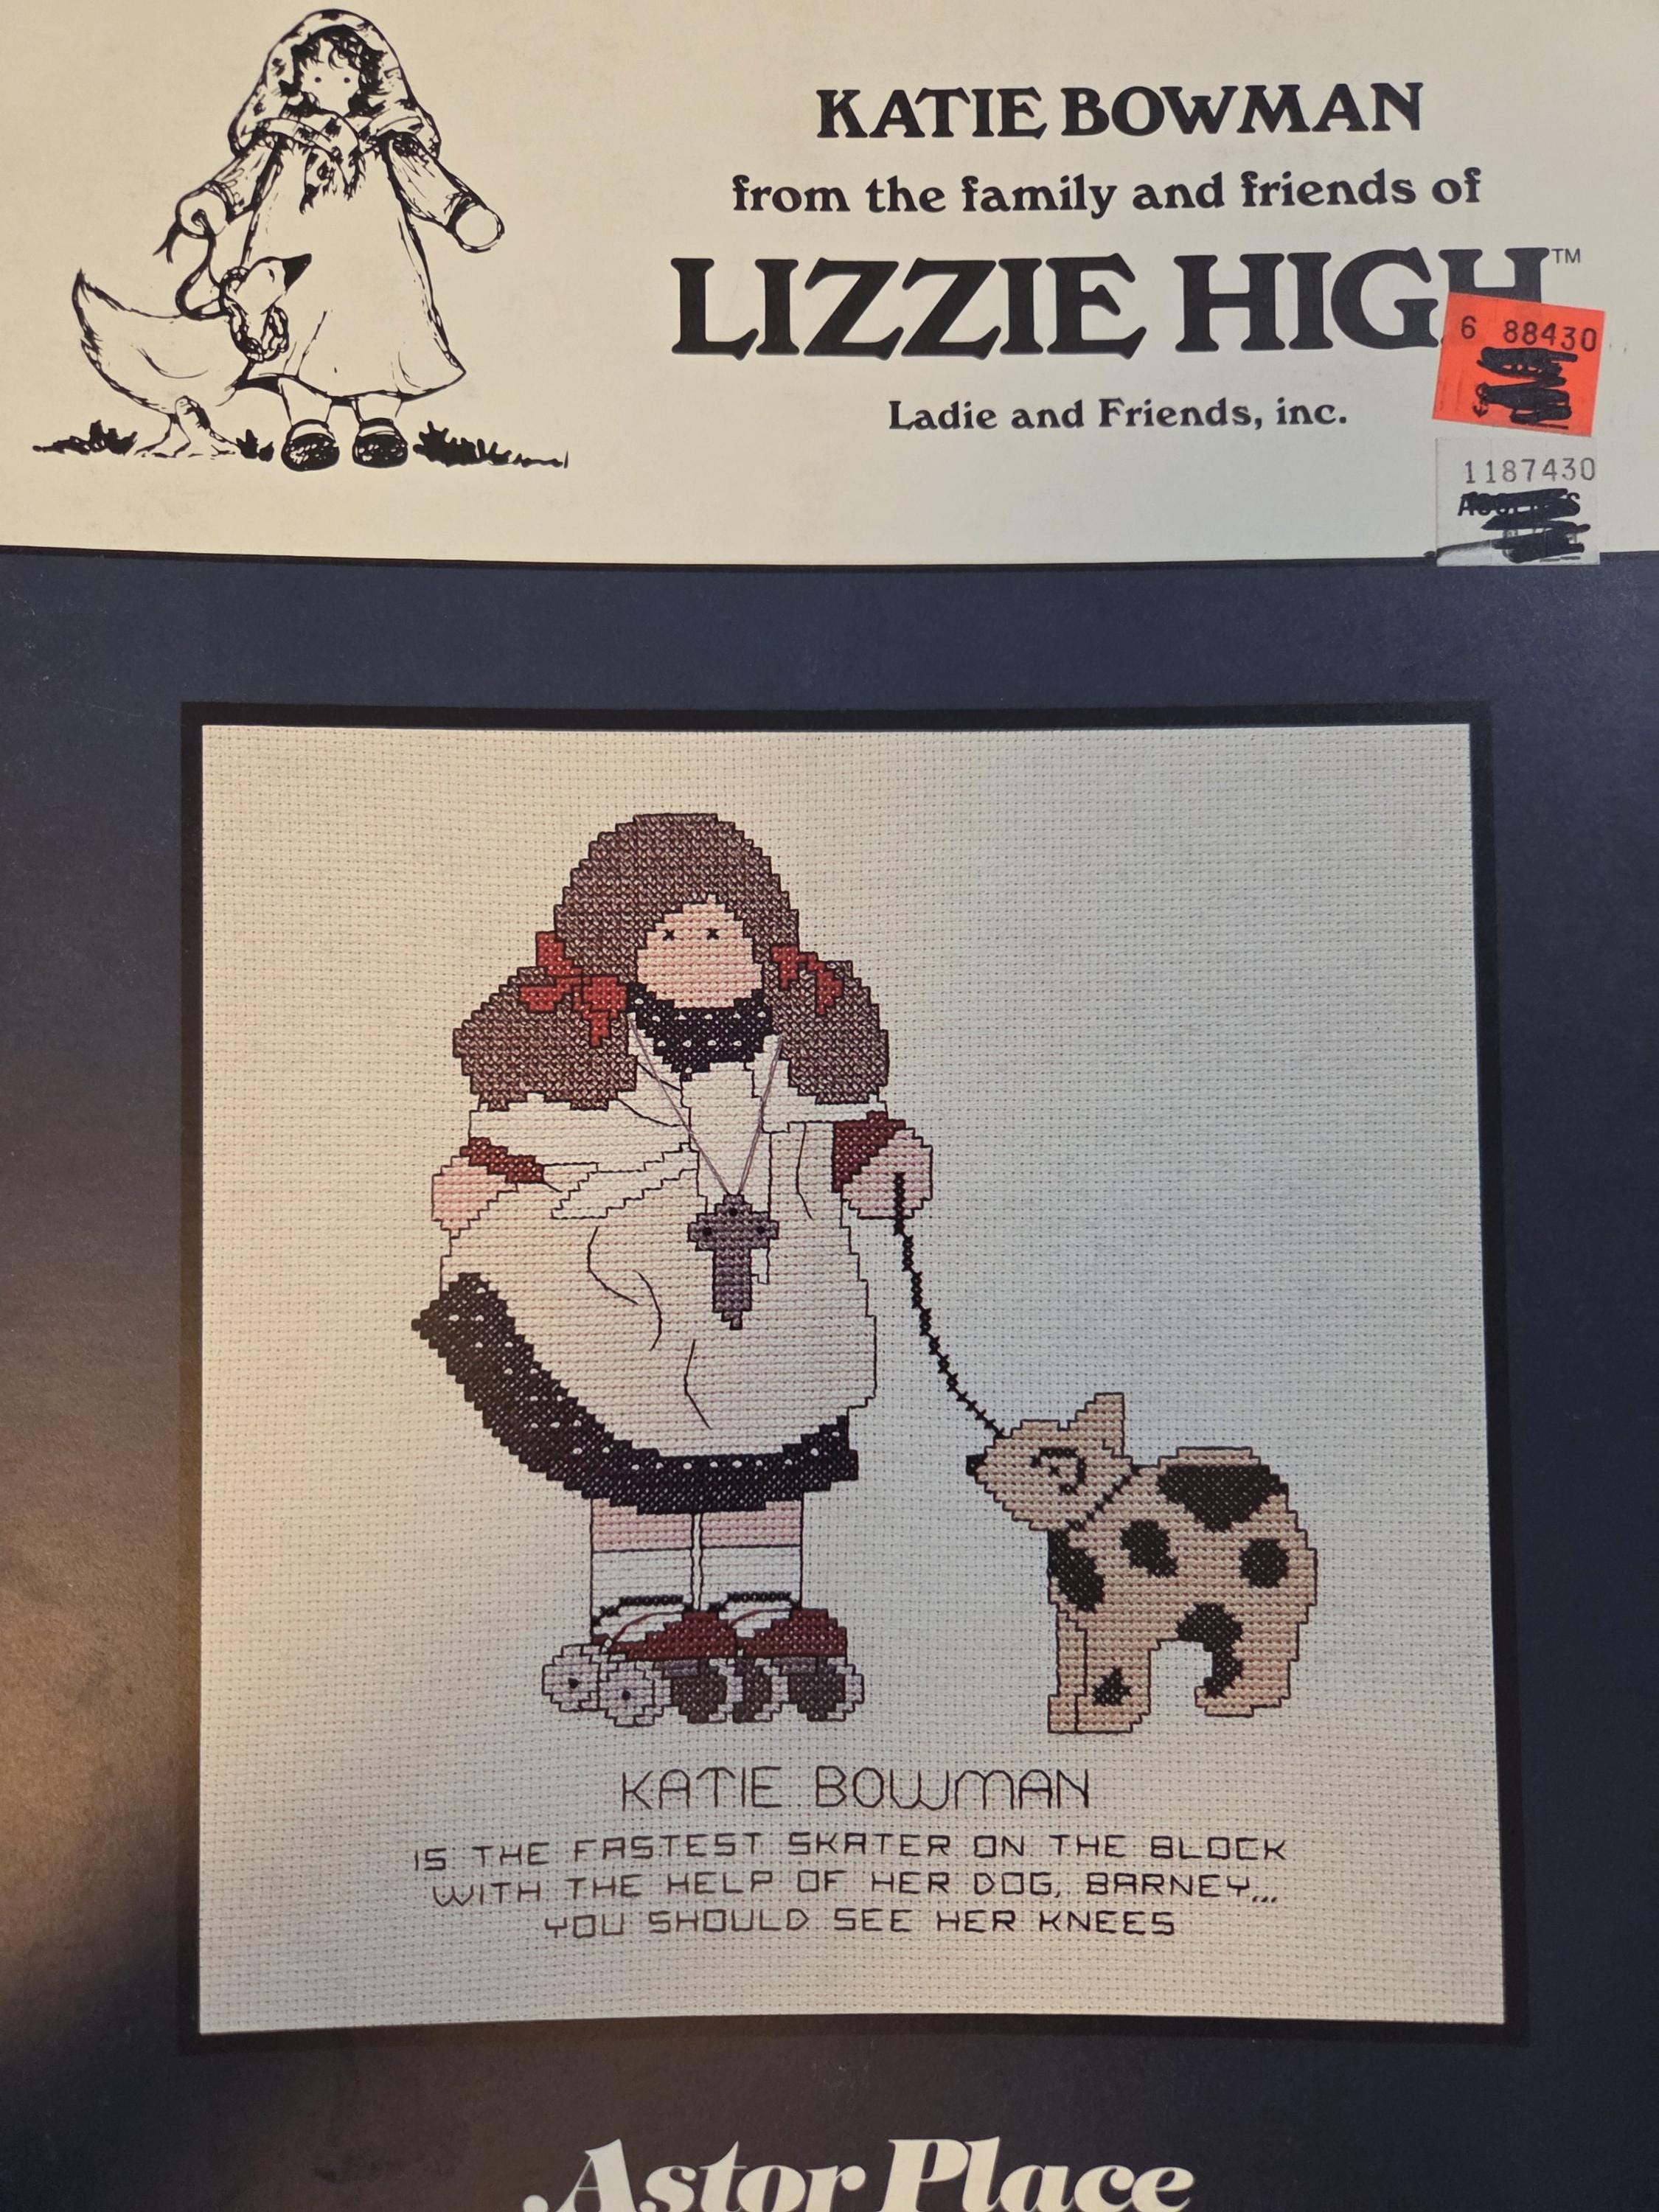 KATIE BOWMAN
from the family and friends of
LIZZIE HIGH™
6 88430
$
Ladie and Friends, inc.
1187430
KATIE BOWMAN
IS THE FASTEST SKATER ON THE BLOCK
WITH THE HELP OF HER DOG, BARNEY...
YOU SHOULD SEE HER KNEES
Astor Place